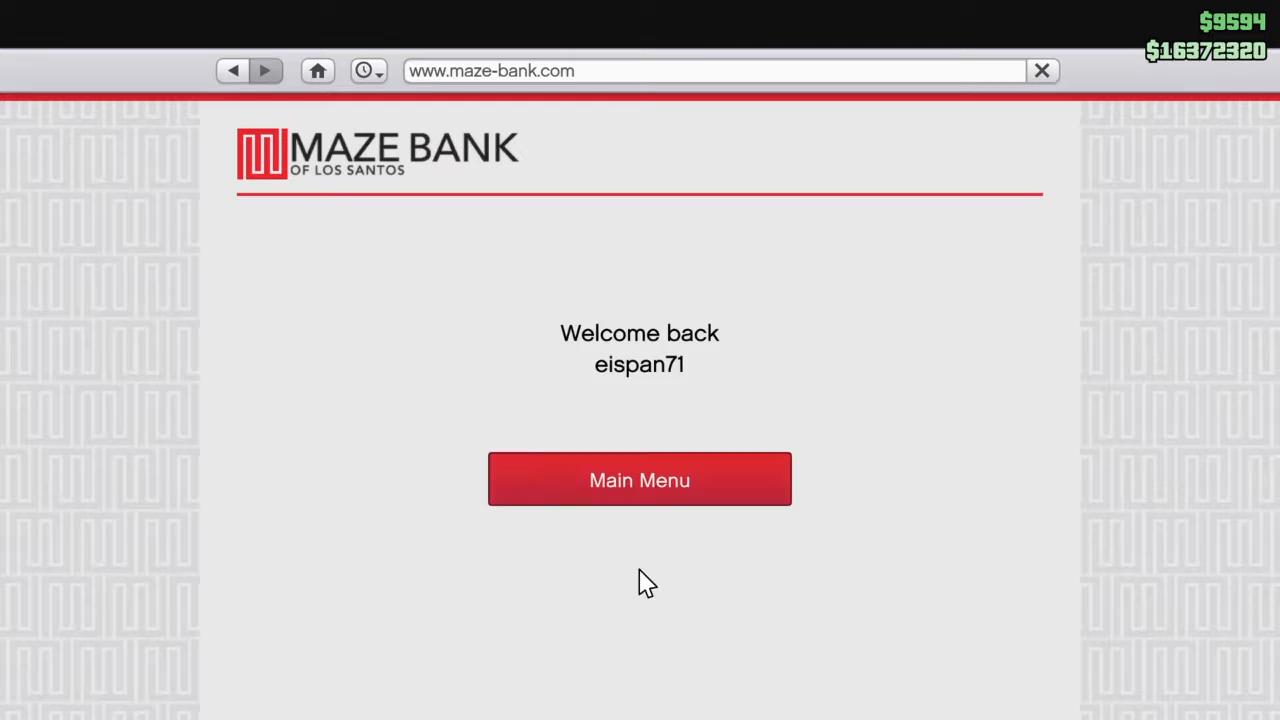 $9594
$16372320
www.maze-bank.com
MAZE BANK
OF LOS SANTOS
Welcome back
eispan71
Main Menu